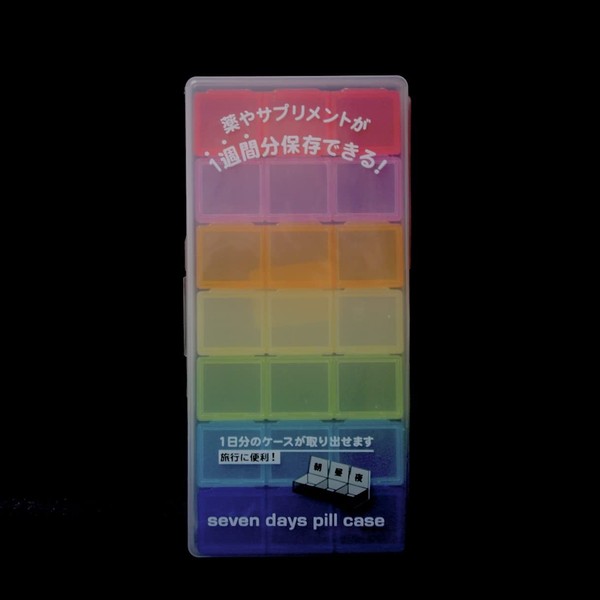 薬やサプリメントが
1週間分保存できる!
1日分のケースが取り出せます
旅行に便利!
朝 昼 夜
seven days pill case